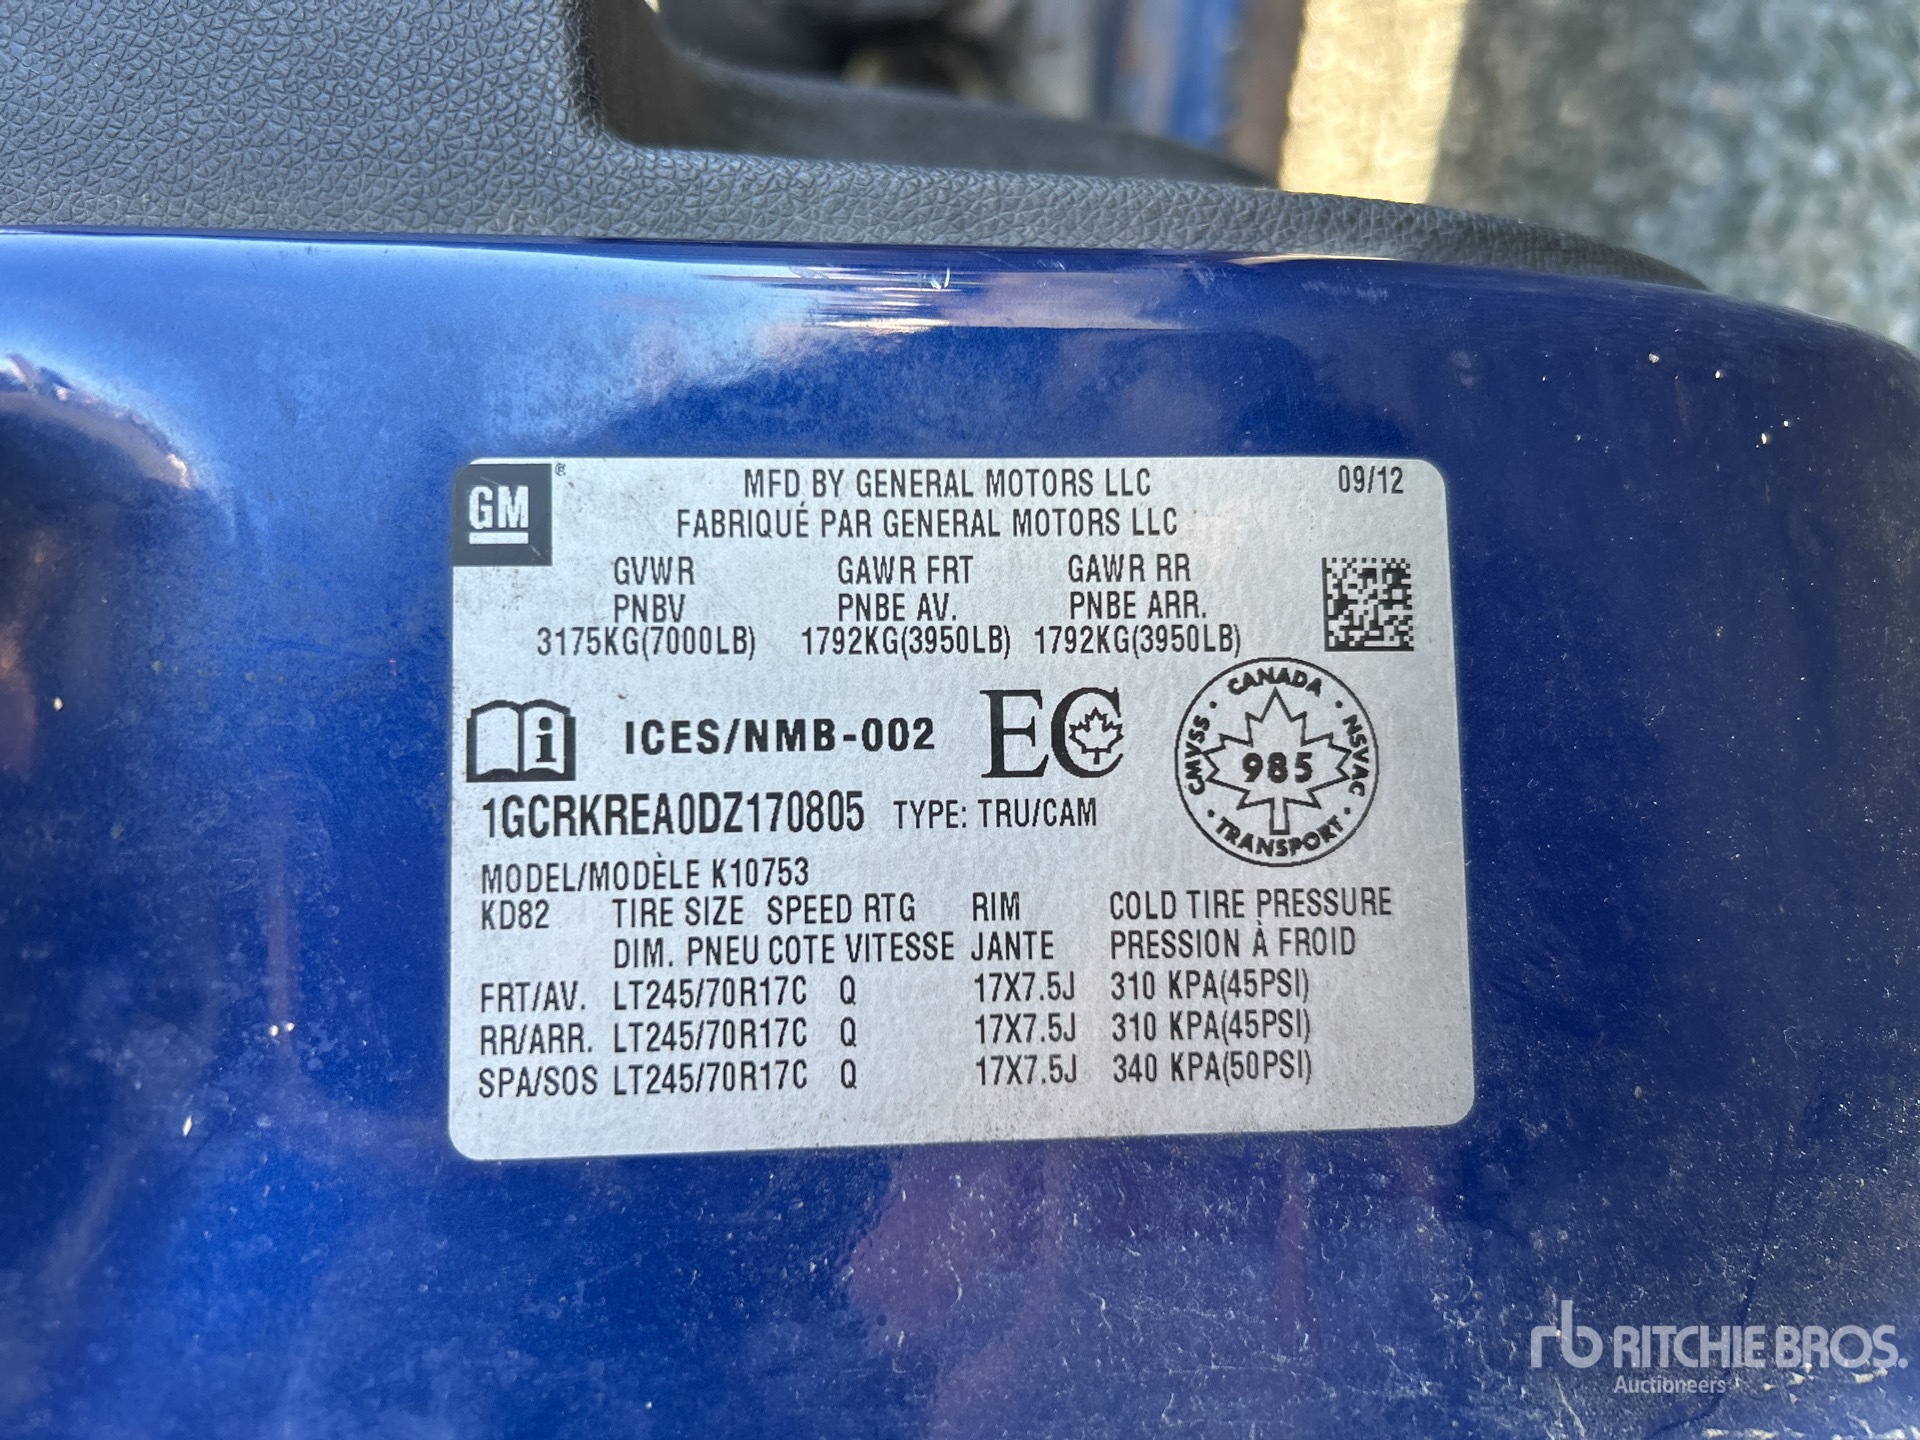 GM®
MFD BY GENERAL MOTORS LLC 09/12
FABRIQUÉ PAR GENERAL MOTORS LLC
GVWR GAWR FRT GAWR RR
PNBV PNBE AV. PNBE ARR.
3175KG(7000LB) 1792KG(3950LB) 1792KG(3950LB)
i ICES/NMB-002 EC
CANADA
CMVSS 985 NSVAC
TRANSPORT
1GCRKREA0DZ170805 TYPE: TRU/CAM
MODEL/MODÈLE K10753
KD82 TIRE SIZE SPEED RTG RIM COLD TIRE PRESSURE
DIM. PNEU COTE VITESSE JANTE PRESSION À FROID
FRT/AV. LT245/70R17C Q 17X7.5J 310 KPA(45PSI)
RR/ARR. LT245/70R17C Q 17X7.5J 310 KPA(45PSI)
SPA/SOS LT245/70R17C Q 17X7.5J 340 KPA(50PSI)
rb RITCHIE BROS.
Auctioneers